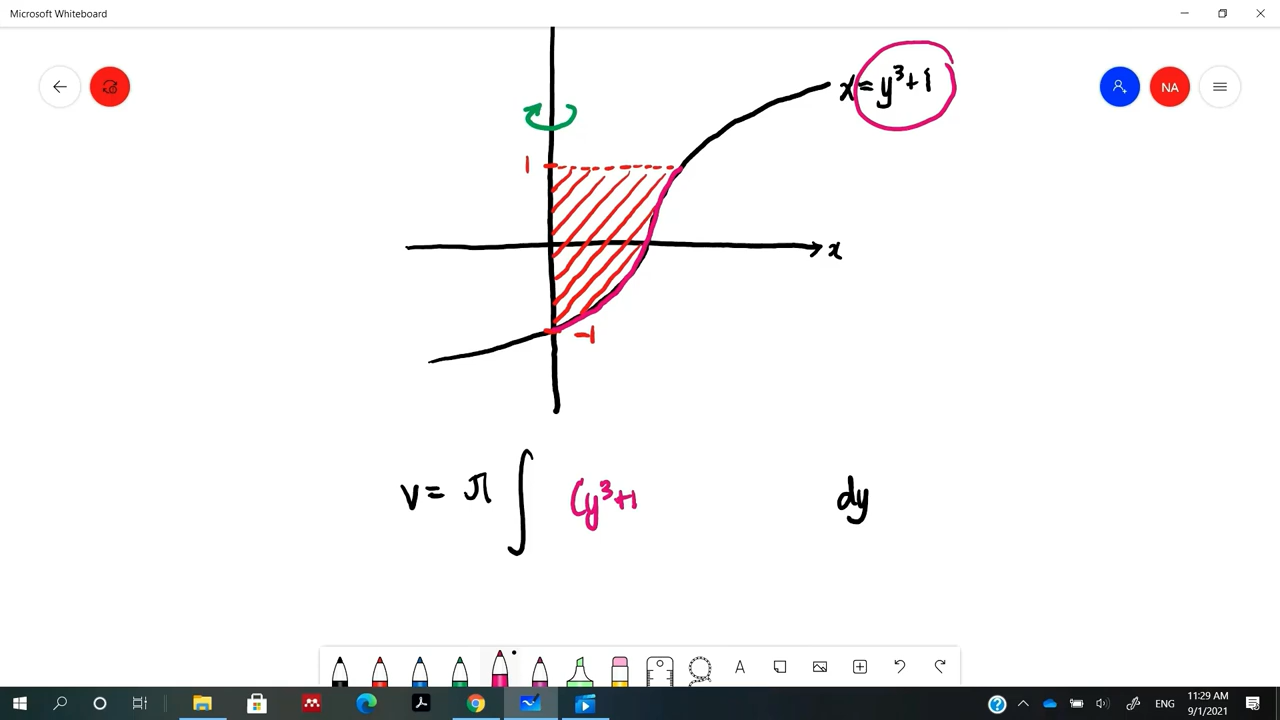 Microsoft Whiteboard
NA
x = y³+1
1
x
-1
V = π ∫ (y³+1 dy
A
11:29 AM
ENG
9/1/2021